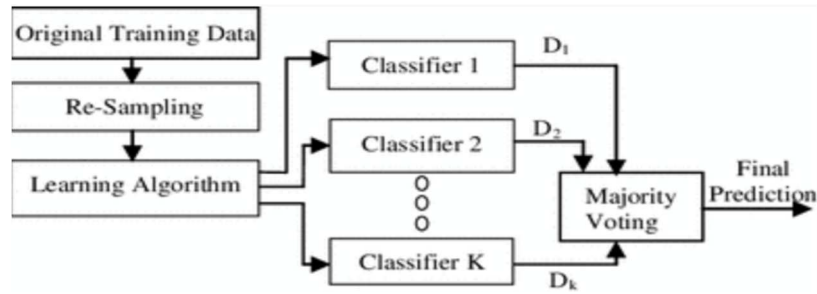 Original Training Data
Re-Sampling
Learning Algorithm
Classifier 1
D₁
Classifier 2
D₂
Classifier K
Dₖ
Majority
Voting
Final
Prediction